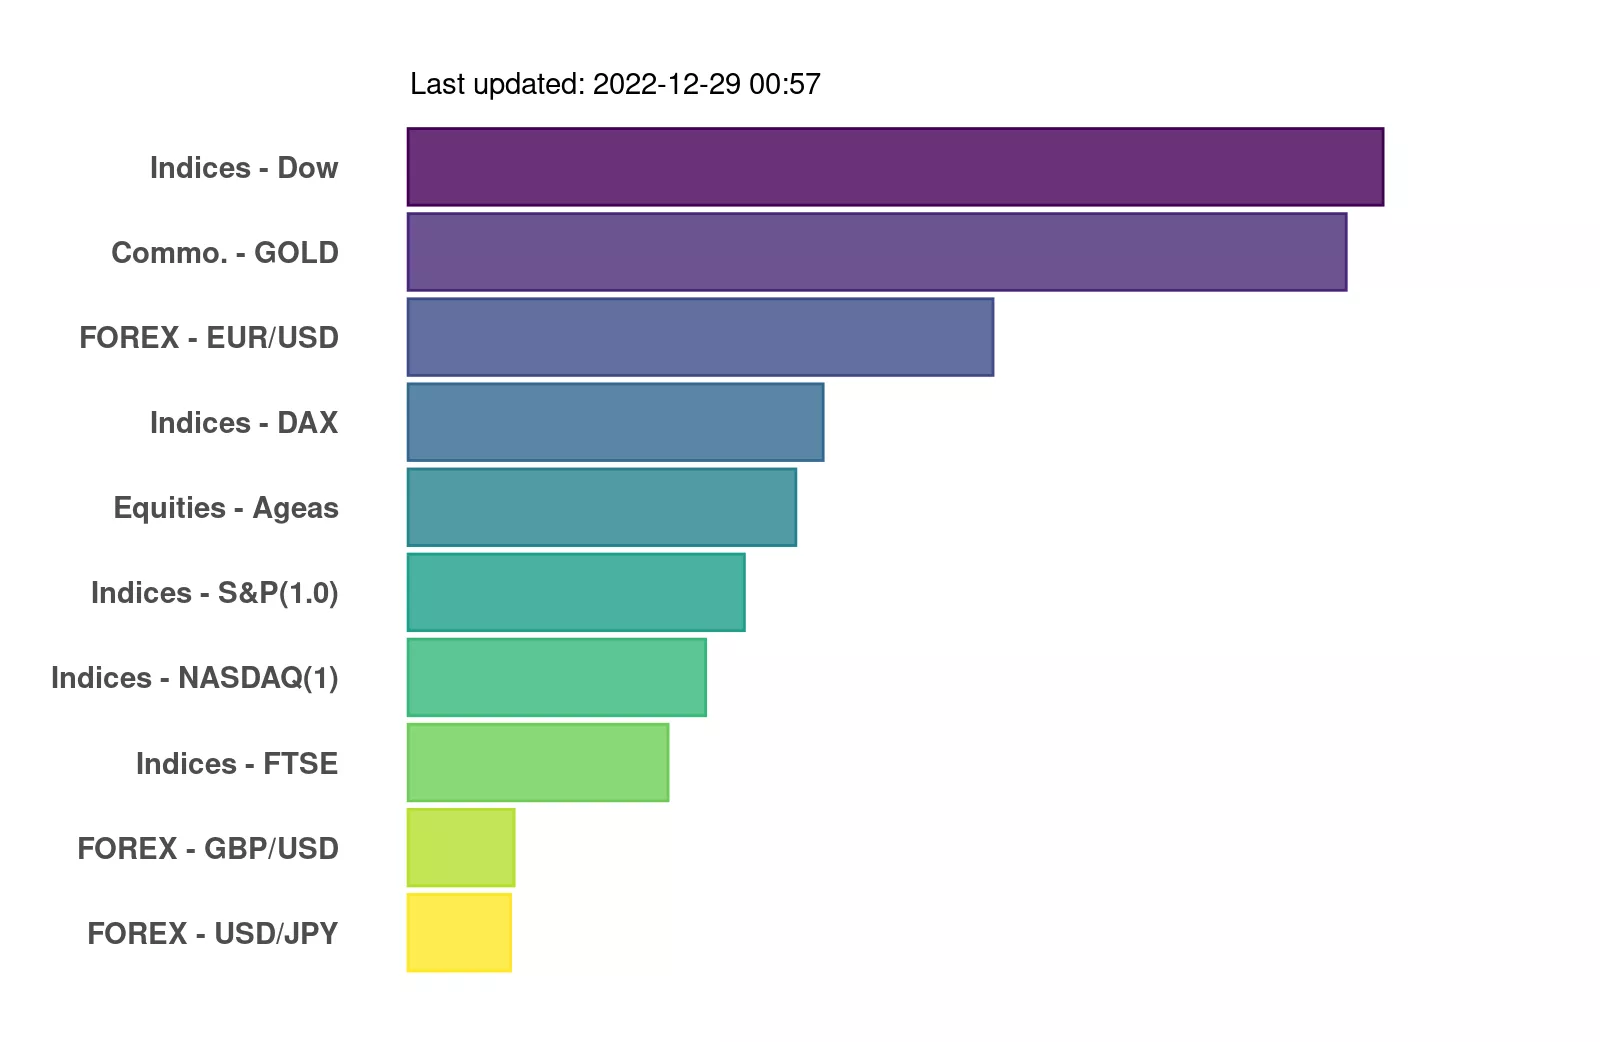 Last updated: 2022-12-29 00:57
Indices - Dow
Commo. - GOLD
FOREX - EUR/USD
Indices - DAX
Equities - Ageas
Indices - S&P(1.0)
Indices - NASDAQ(1)
Indices - FTSE
FOREX - GBP/USD
FOREX - USD/JPY